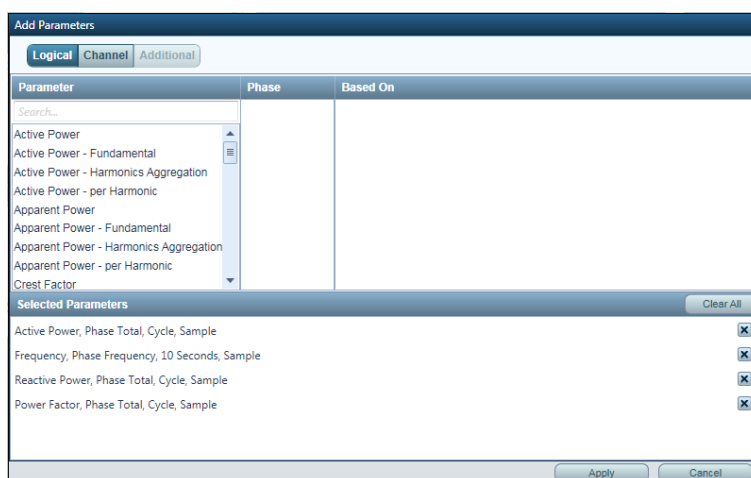 Add Parameters
Logical Channel Additional
Parameter Phase Based On
Search...
Active Power
Active Power - Fundamental
Active Power - Harmonics Aggregation
Active Power - per Harmonic
Apparent Power
Apparent Power - Fundamental
Apparent Power - Harmonics Aggregation
Apparent Power - per Harmonic
Crest Factor
Selected Parameters Clear All
Active Power, Phase Total, Cycle, Sample
Frequency, Phase Frequency, 10 Seconds, Sample
Reactive Power, Phase Total, Cycle, Sample
Power Factor, Phase Total, Cycle, Sample
Apply Cancel